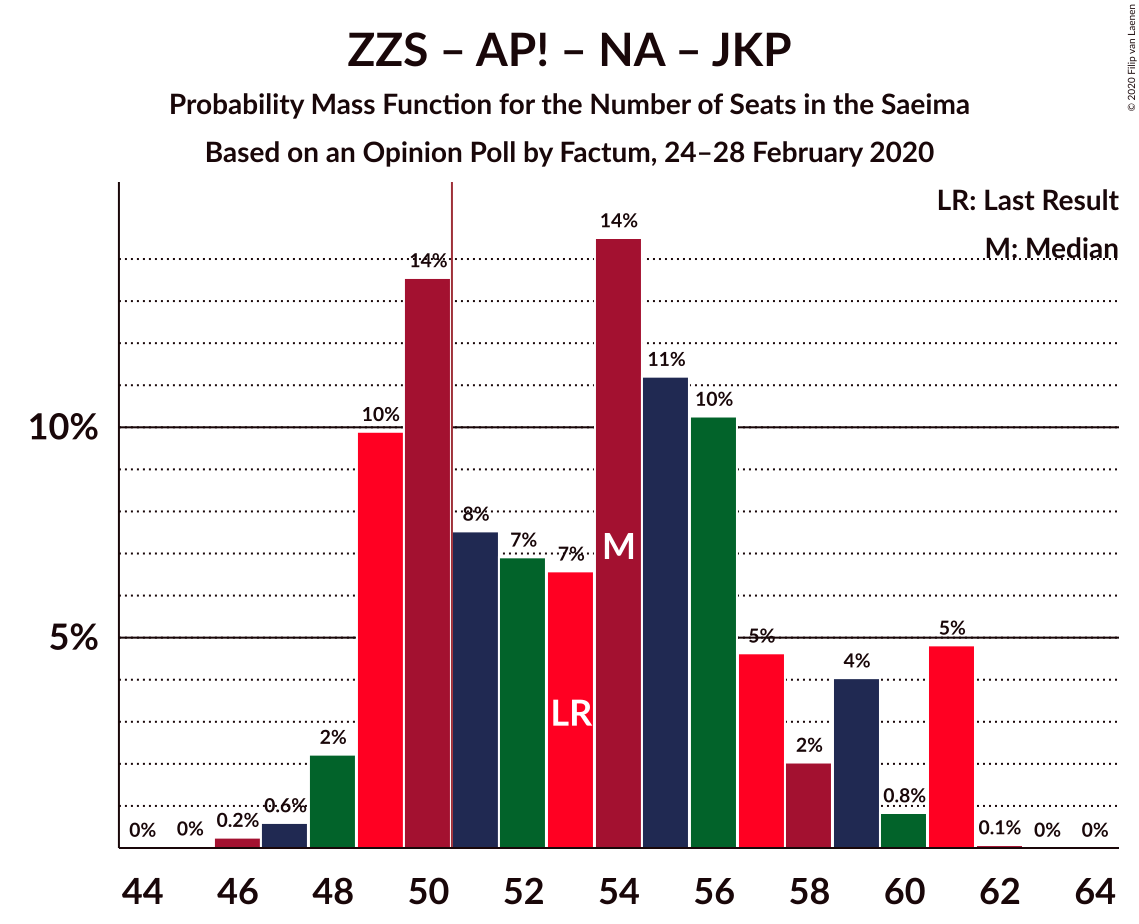 ZZS – AP! – NA – JKP
Probability Mass Function for the Number of Seats in the Saeima
Based on an Opinion Poll by Factum, 24–28 February 2020
© 2020 Filip van Laenen
LR: Last Result
M: Median
10%
5%
0%
0%
0.2%
0.6%
2%
10%
14%
8%
7%
7%
14%
11%
10%
5%
2%
4%
0.8%
5%
0.1%
0%
0%
LR
M
44 46 48 50 52 54 56 58 60 62 64